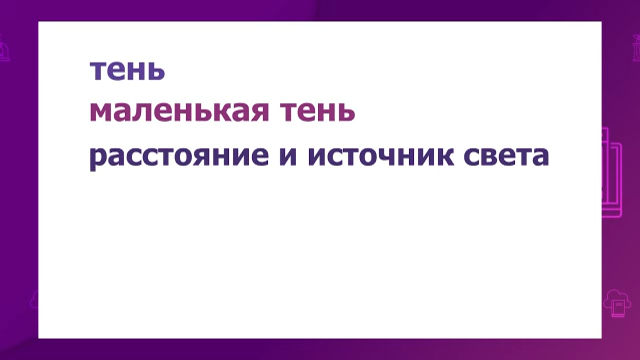 тень
маленькая тень
расстояние и источник света